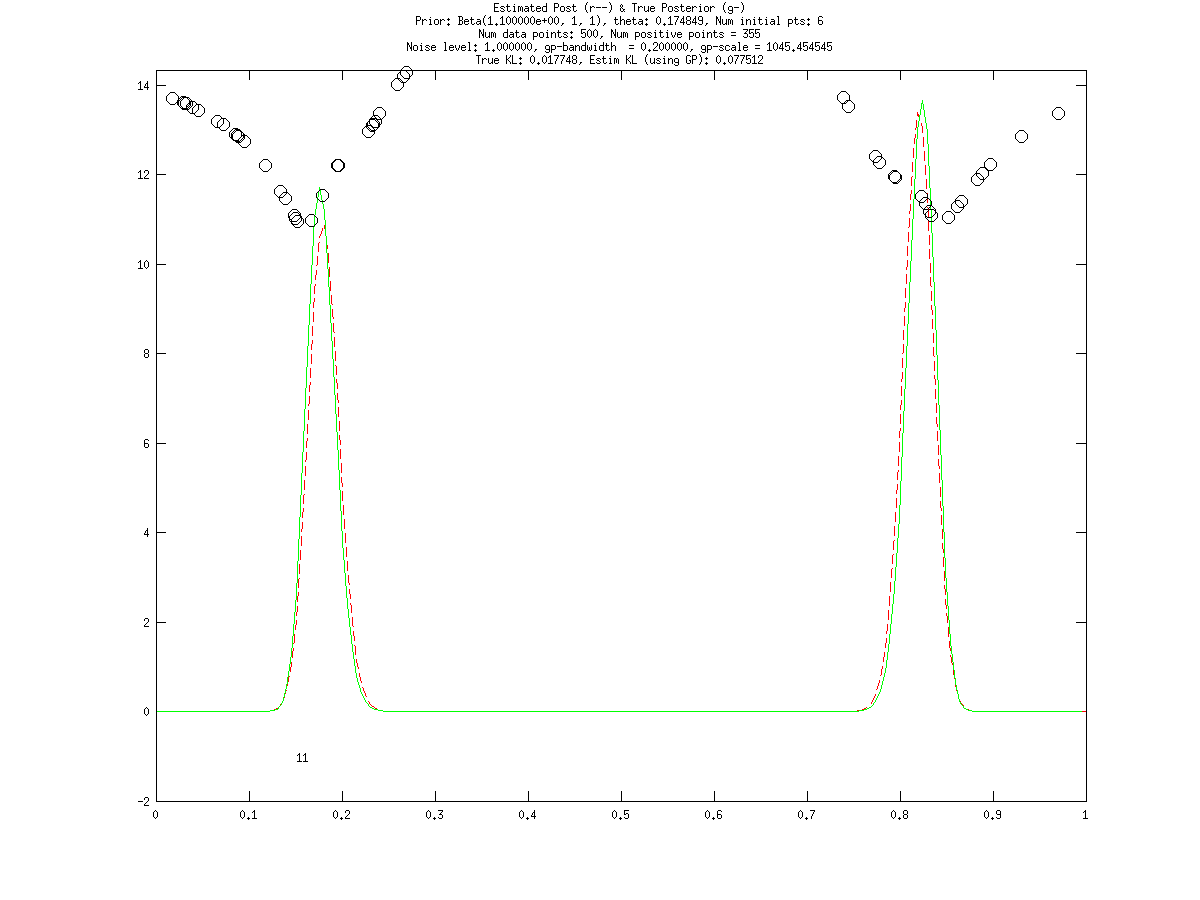 Estimated Post (r--) & True Posterior (g-)
Prior: Beta(1.100000e+00, 1, 1), theta: 0.174849, Num initial pts: 6
Num data points: 500, Num positive points = 355
Noise level: 1.000000, gp-bandwidth  = 0.200000, gp-scale = 1045.454545
True KL: 0.017748, Estim KL (using GP): 0.077512
14
12
10
8
6
4
2
0
11
-2
0 0.1 0.2 0.3 0.4 0.5 0.6 0.7 0.8 0.9 1